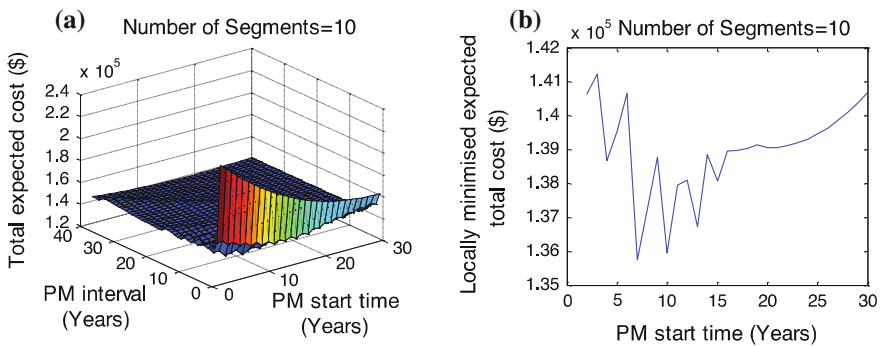 (a)
Number of Segments=10
x 10^5
Total expected cost ($)
2.4
2.2
2
1.8
1.6
1.4
1.2
40
30
20
10
0
0
10
20
30
PM interval
(Years)
PM start time
(Years)
(b)
x 10^5 Number of Segments=10
Locally minimised expected
total cost ($)
1.42
1.41
1.4
1.39
1.38
1.37
1.36
1.35
0
5
10
15
20
25
30
PM start time (Years)